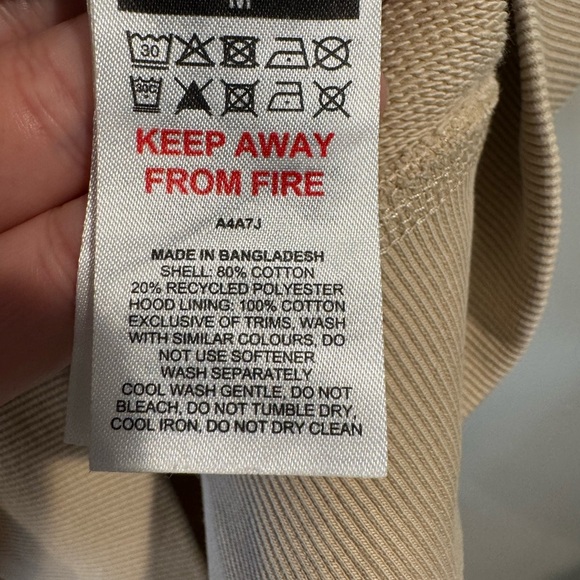 M
30
30C
KEEP AWAY
FROM FIRE
A4A7J
MADE IN BANGLADESH
SHELL: 80% COTTON
20% RECYCLED POLYESTER
HOOD LINING: 100% COTTON
EXCLUSIVE OF TRIMS, WASH
WITH SIMILAR COLOURS, DO
NOT USE SOFTENER
WASH SEPARATELY
COOL WASH GENTLE, DO NOT
BLEACH, DO NOT TUMBLE DRY,
COOL IRON, DO NOT DRY CLEAN